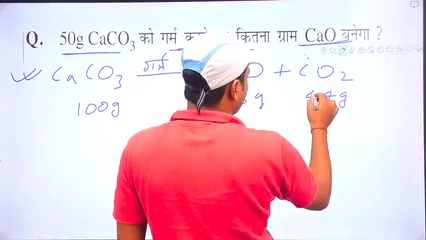 Q. 50g CaCO₃ को गर्म कितना ग्राम CaO बनेगा ?
CaCO₃ गर्म O + CO₂
100g g 44g